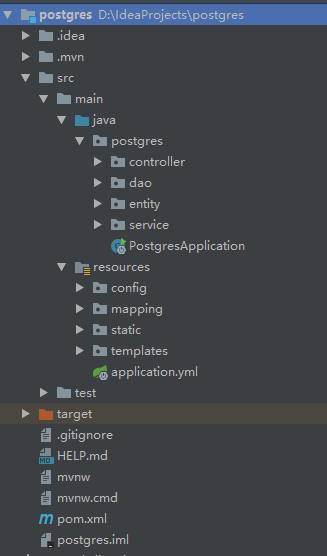 postgres D:\IdeaProjects\postgres
.idea
.mvn
src
main
java
postgres
controller
dao
entity
service
PostgresApplication
resources
config
mapping
static
templates
application.yml
test
target
.gitignore
HELP.md
mvnw
mvnw.cmd
pom.xml
postgres.iml